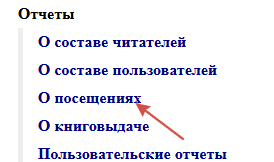 Отчеты
О составе читателей
О составе пользователей
О посещениях
О книговыдаче
Пользовательские отчеты